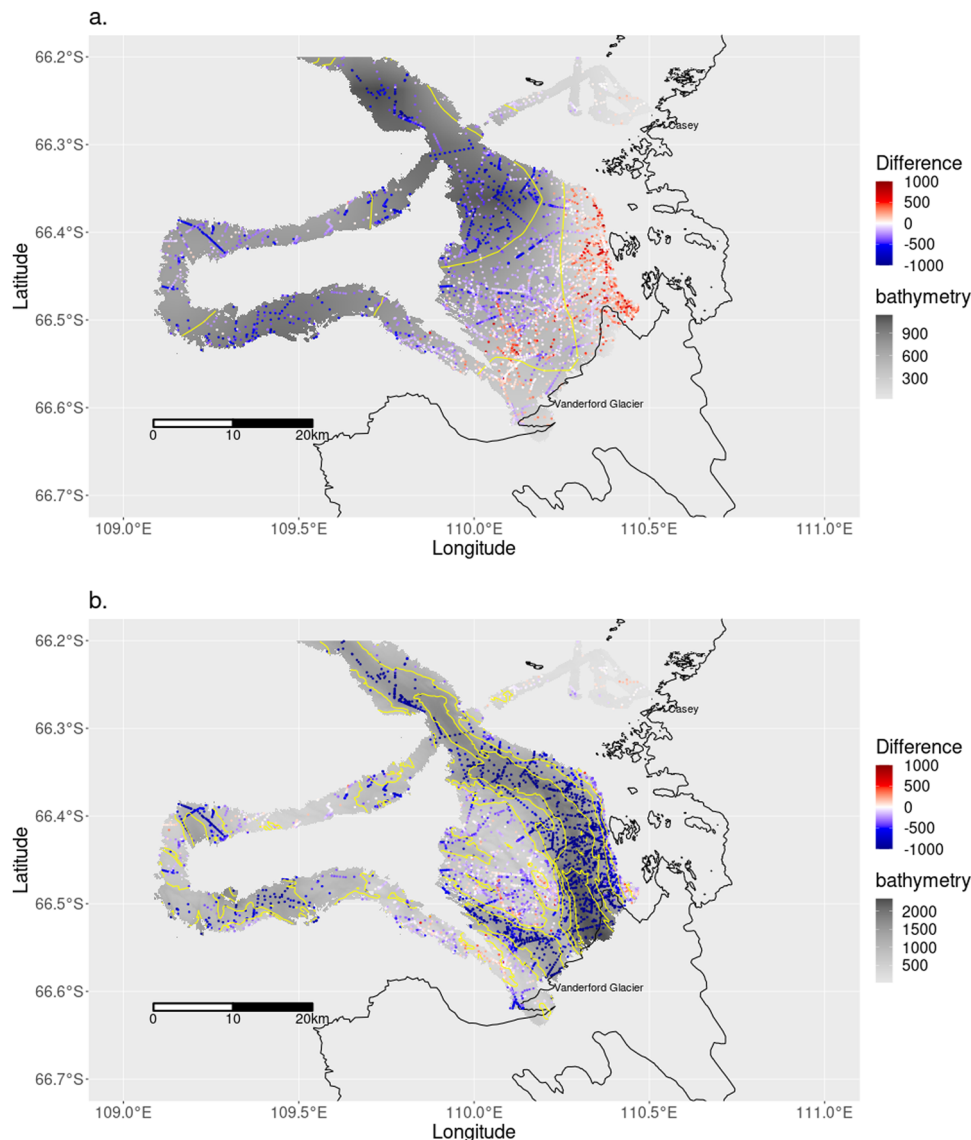 a.
66.2°S
66.3°S
66.4°S
66.5°S
66.6°S
66.7°S
Latitude
Casey
Vanderford Glacier
0 10 20km
109.0°E 109.5°E 110.0°E 110.5°E 111.0°E
Longitude
Difference
1000
500
0
-500
-1000
bathymetry
900
600
300
b.
66.2°S
66.3°S
66.4°S
66.5°S
66.6°S
66.7°S
Latitude
Casey
Vanderford Glacier
0 10 20km
109.0°E 109.5°E 110.0°E 110.5°E 111.0°E
Longitude
Difference
1000
500
0
-500
-1000
bathymetry
2000
1500
1000
500